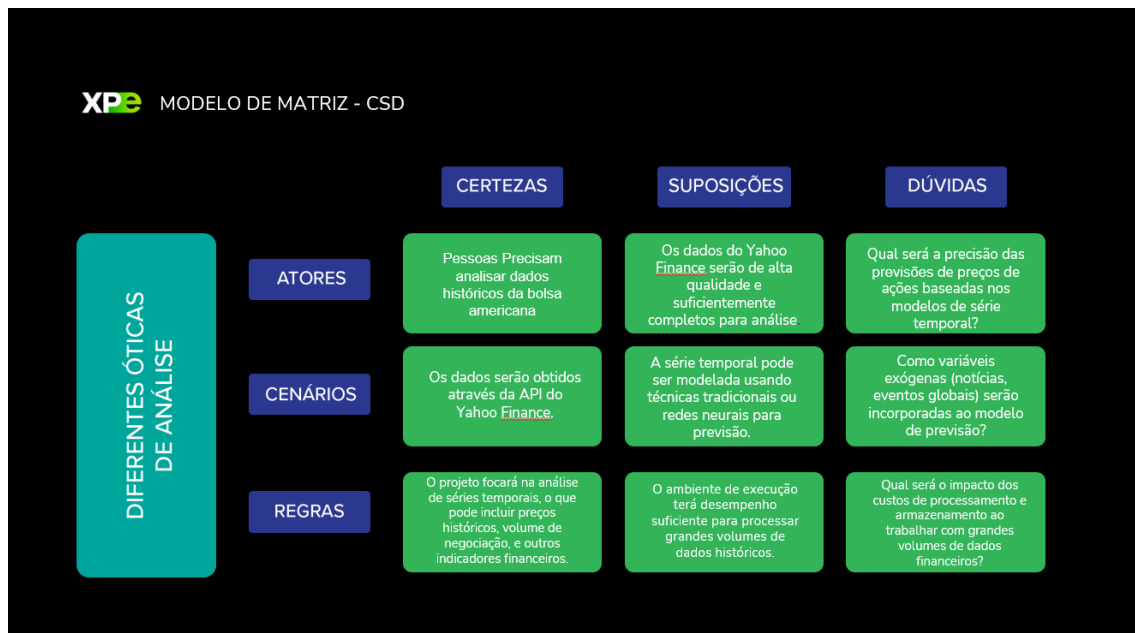 XPe MODELO DE MATRIZ - CSD
CERTEZAS
SUPOSIÇÕES
DÚVIDAS
DIFERENTES ÓTICAS
DE ANÁLISE
ATORES
Pessoas Precisam
analisar dados
históricos da bolsa
americana
Os dados do Yahoo
Finance serão de alta
qualidade e
suficientemente
completos para análise.
Qual será a precisão das
previsões de preços de
ações baseadas nos
modelos de série
temporal?
CENÁRIOS
Os dados serão obtidos
através da API do
Yahoo Finance.
A série temporal pode
ser modelada usando
técnicas tradicionais ou
redes neurais para
previsão.
Como variáveis
exógenas (notícias,
eventos globais) serão
incorporadas ao modelo
de previsão?
REGRAS
O projeto focará na análise
de séries temporais, o que
pode incluir preços
históricos, volume de
negociação, e outros
indicadores financeiros.
O ambiente de execução
terá desempenho
suficiente para processar
grandes volumes de
dados históricos.
Qual será o impacto dos
custos de processamento e
armazenamento ao
trabalhar com grandes
volumes de dados
financeiros?